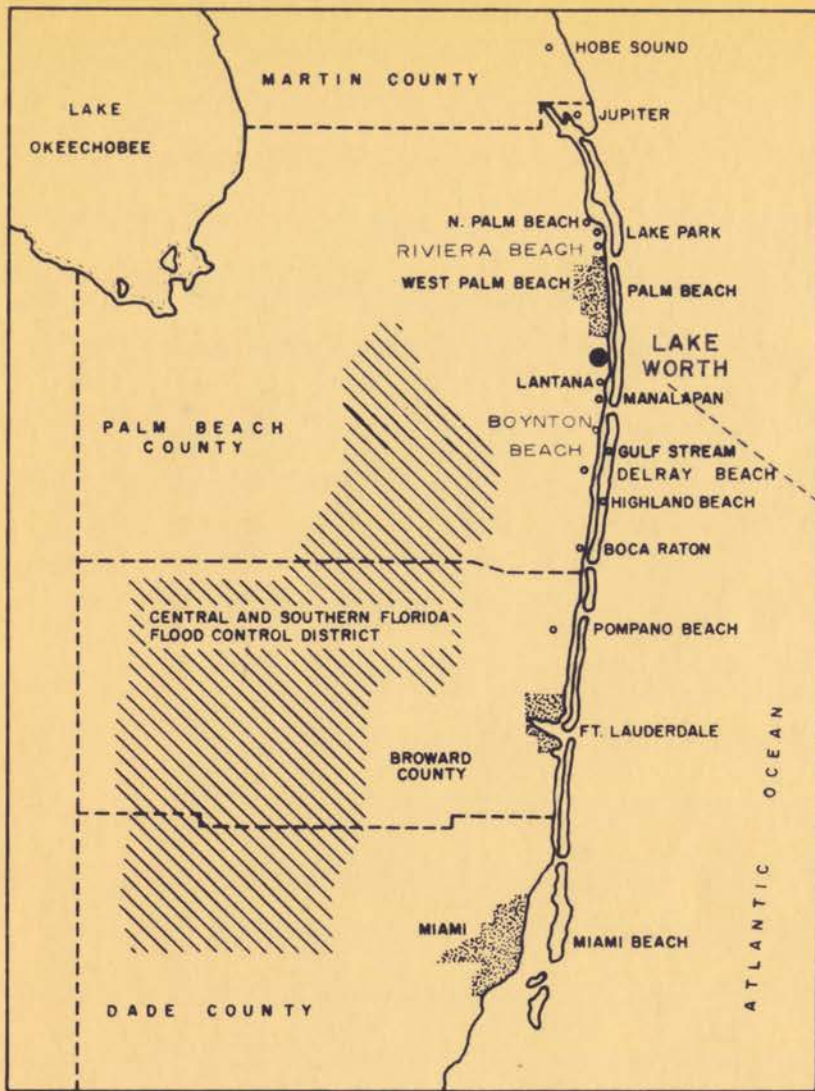 HOBE SOUND
MARTIN COUNTY
LAKE
OKEECHOBEE
JUPITER
N. PALM BEACH
LAKE PARK
RIVIERA BEACH
WEST PALM BEACH
PALM BEACH
LAKE
WORTH
LANTANA
MANALAPAN
PALM BEACH
COUNTY
BOYNTON
BEACH
GULF STREAM
DELRAY BEACH
HIGHLAND BEACH
BOCA RATON
CENTRAL AND SOUTHERN FLORIDA
FLOOD CONTROL DISTRICT
POMPANO BEACH
FT. LAUDERDALE
BROWARD
COUNTY
ATLANTIC OCEAN
MIAMI
MIAMI BEACH
DADE COUNTY